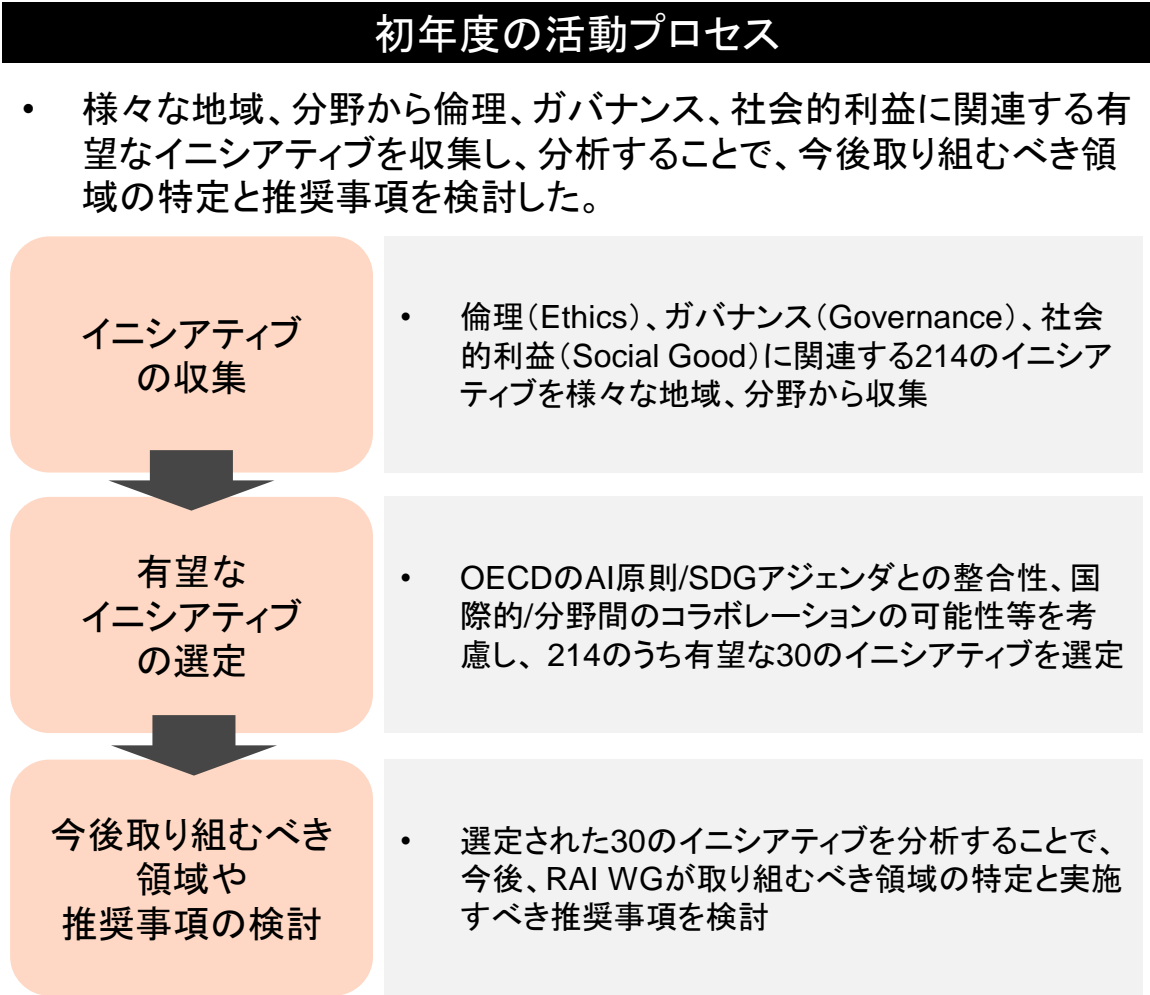 初年度の活動プロセス
• 様々な地域、分野から倫理、ガバナンス、社会的利益に関連する有
望なイニシアティブを収集し、分析することで、今後取り組むべき領
域の特定と推奨事項を検討した。
イニシアティブ
の収集
• 倫理（Ethics）、ガバナンス（Governance）、社会
的利益（Social Good）に関連する214のイニシア
ティブを様々な地域、分野から収集
有望な
イニシアティブ
の選定
• OECDのAI原則/SDGアジェンダとの整合性、国
際的/分野間のコラボレーションの可能性等を考
慮し、214のうち有望な30のイニシアティブを選定
今後取り組むべき
領域や
推奨事項の検討
• 選定された30のイニシアティブを分析することで、
今後、RAI WGが取り組むべき領域の特定と実施
すべき推奨事項を検討